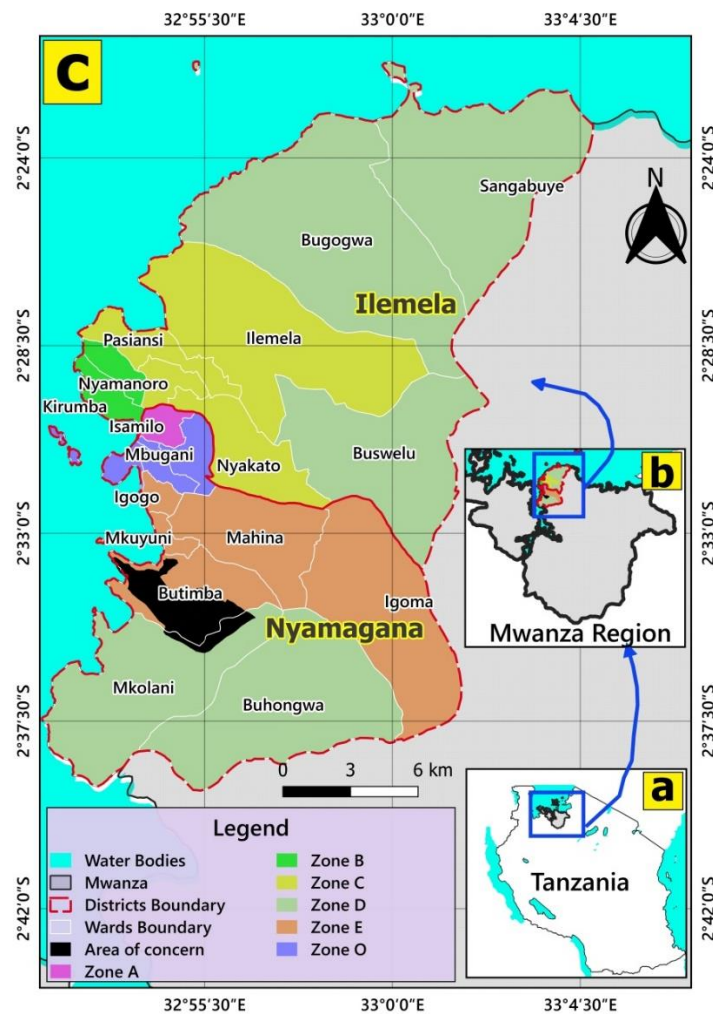 32°55'30"E 33°0'0"E 33°4'30"E
C
N
2°24'0"S 2°24'0"S
Sangabuye
Bugogwa
Ilemela
2°28'30"S 2°28'30"S
Pasiansi
Ilemela
Nyamanoro
Kirumba
Isamilo
Mbugani
Nyakato
Buswelu
Igogo
b
2°33'0"S 2°33'0"S
Mkuyuni
Mahina
Butimba
Igoma
Nyamagana
Mwanza Region
Mkolani
Buhongwa
2°37'30"S 2°37'30"S
0 3 6 km
a
Tanzania
Legend
Water Bodies
Mwanza
Districts Boundary
Wards Boundary
Area of concern
Zone A
Zone B
Zone C
Zone D
Zone E
Zone O
2°42'0"S 2°42'0"S
32°55'30"E 33°0'0"E 33°4'30"E